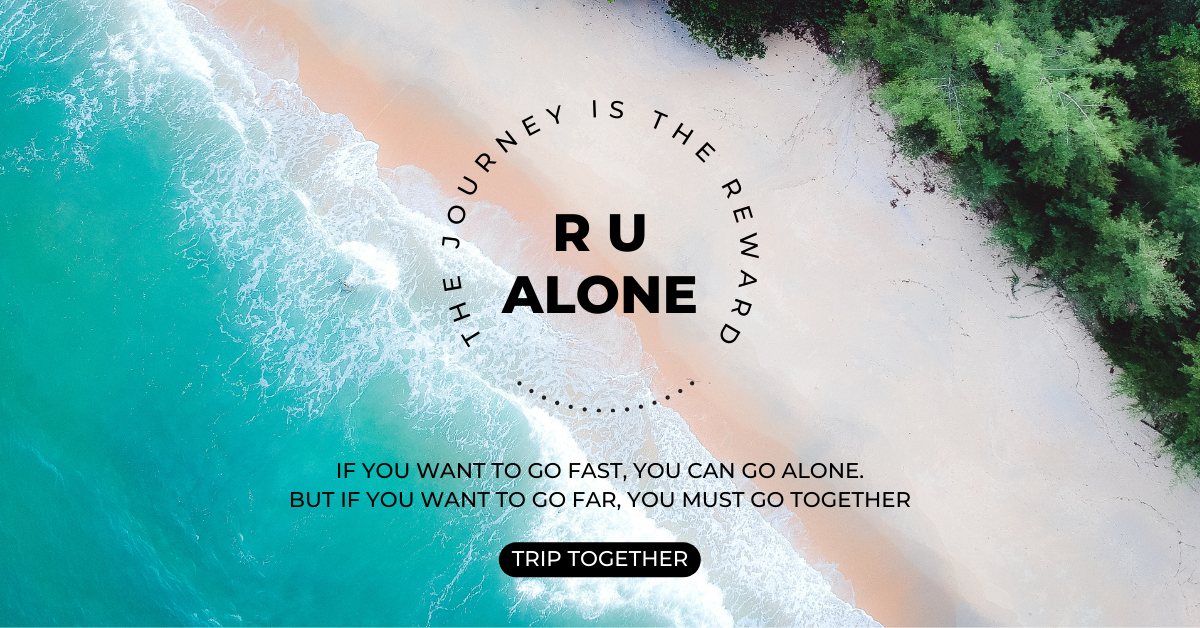 THE JOURNEY IS THE REWARD
R U
ALONE
IF YOU WANT TO GO FAST, YOU CAN GO ALONE.
BUT IF YOU WANT TO GO FAR, YOU MUST GO TOGETHER
TRIP TOGETHER